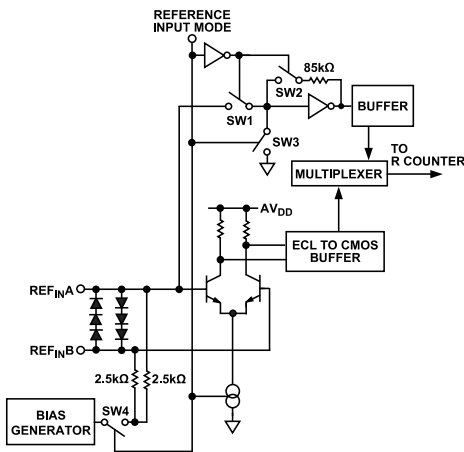 REFERENCE
INPUT MODE
85kΩ
SW2
SW1
BUFFER
SW3
TO
R COUNTER
MULTIPLEXER
AVDD
ECL TO CMOS
BUFFER
REFINA
REFINB
2.5kΩ
2.5kΩ
BIAS
GENERATOR
SW4